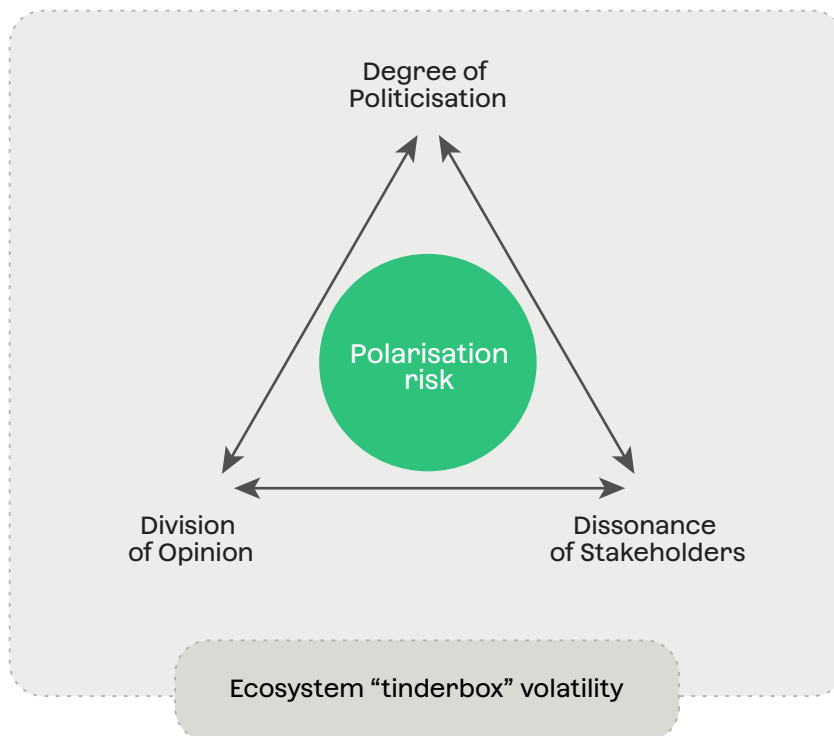 Degree of
Politicisation
Polarisation
risk
Division
of Opinion
Dissonance
of Stakeholders
Ecosystem “tinderbox” volatility